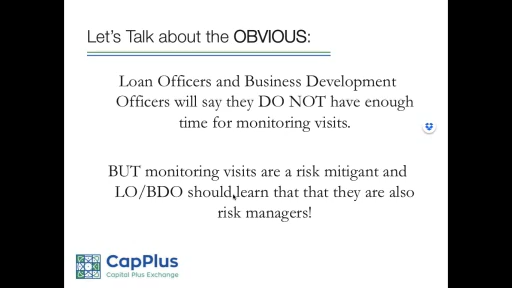 Let's Talk about the OBVIOUS:
Loan Officers and Business Development
Officers will say they DO NOT have enough
time for monitoring visits.
BUT monitoring visits are a risk mitigant and
LO/BDO should learn that that they are also
risk managers!
CapPlus
Capital Plus Exchange